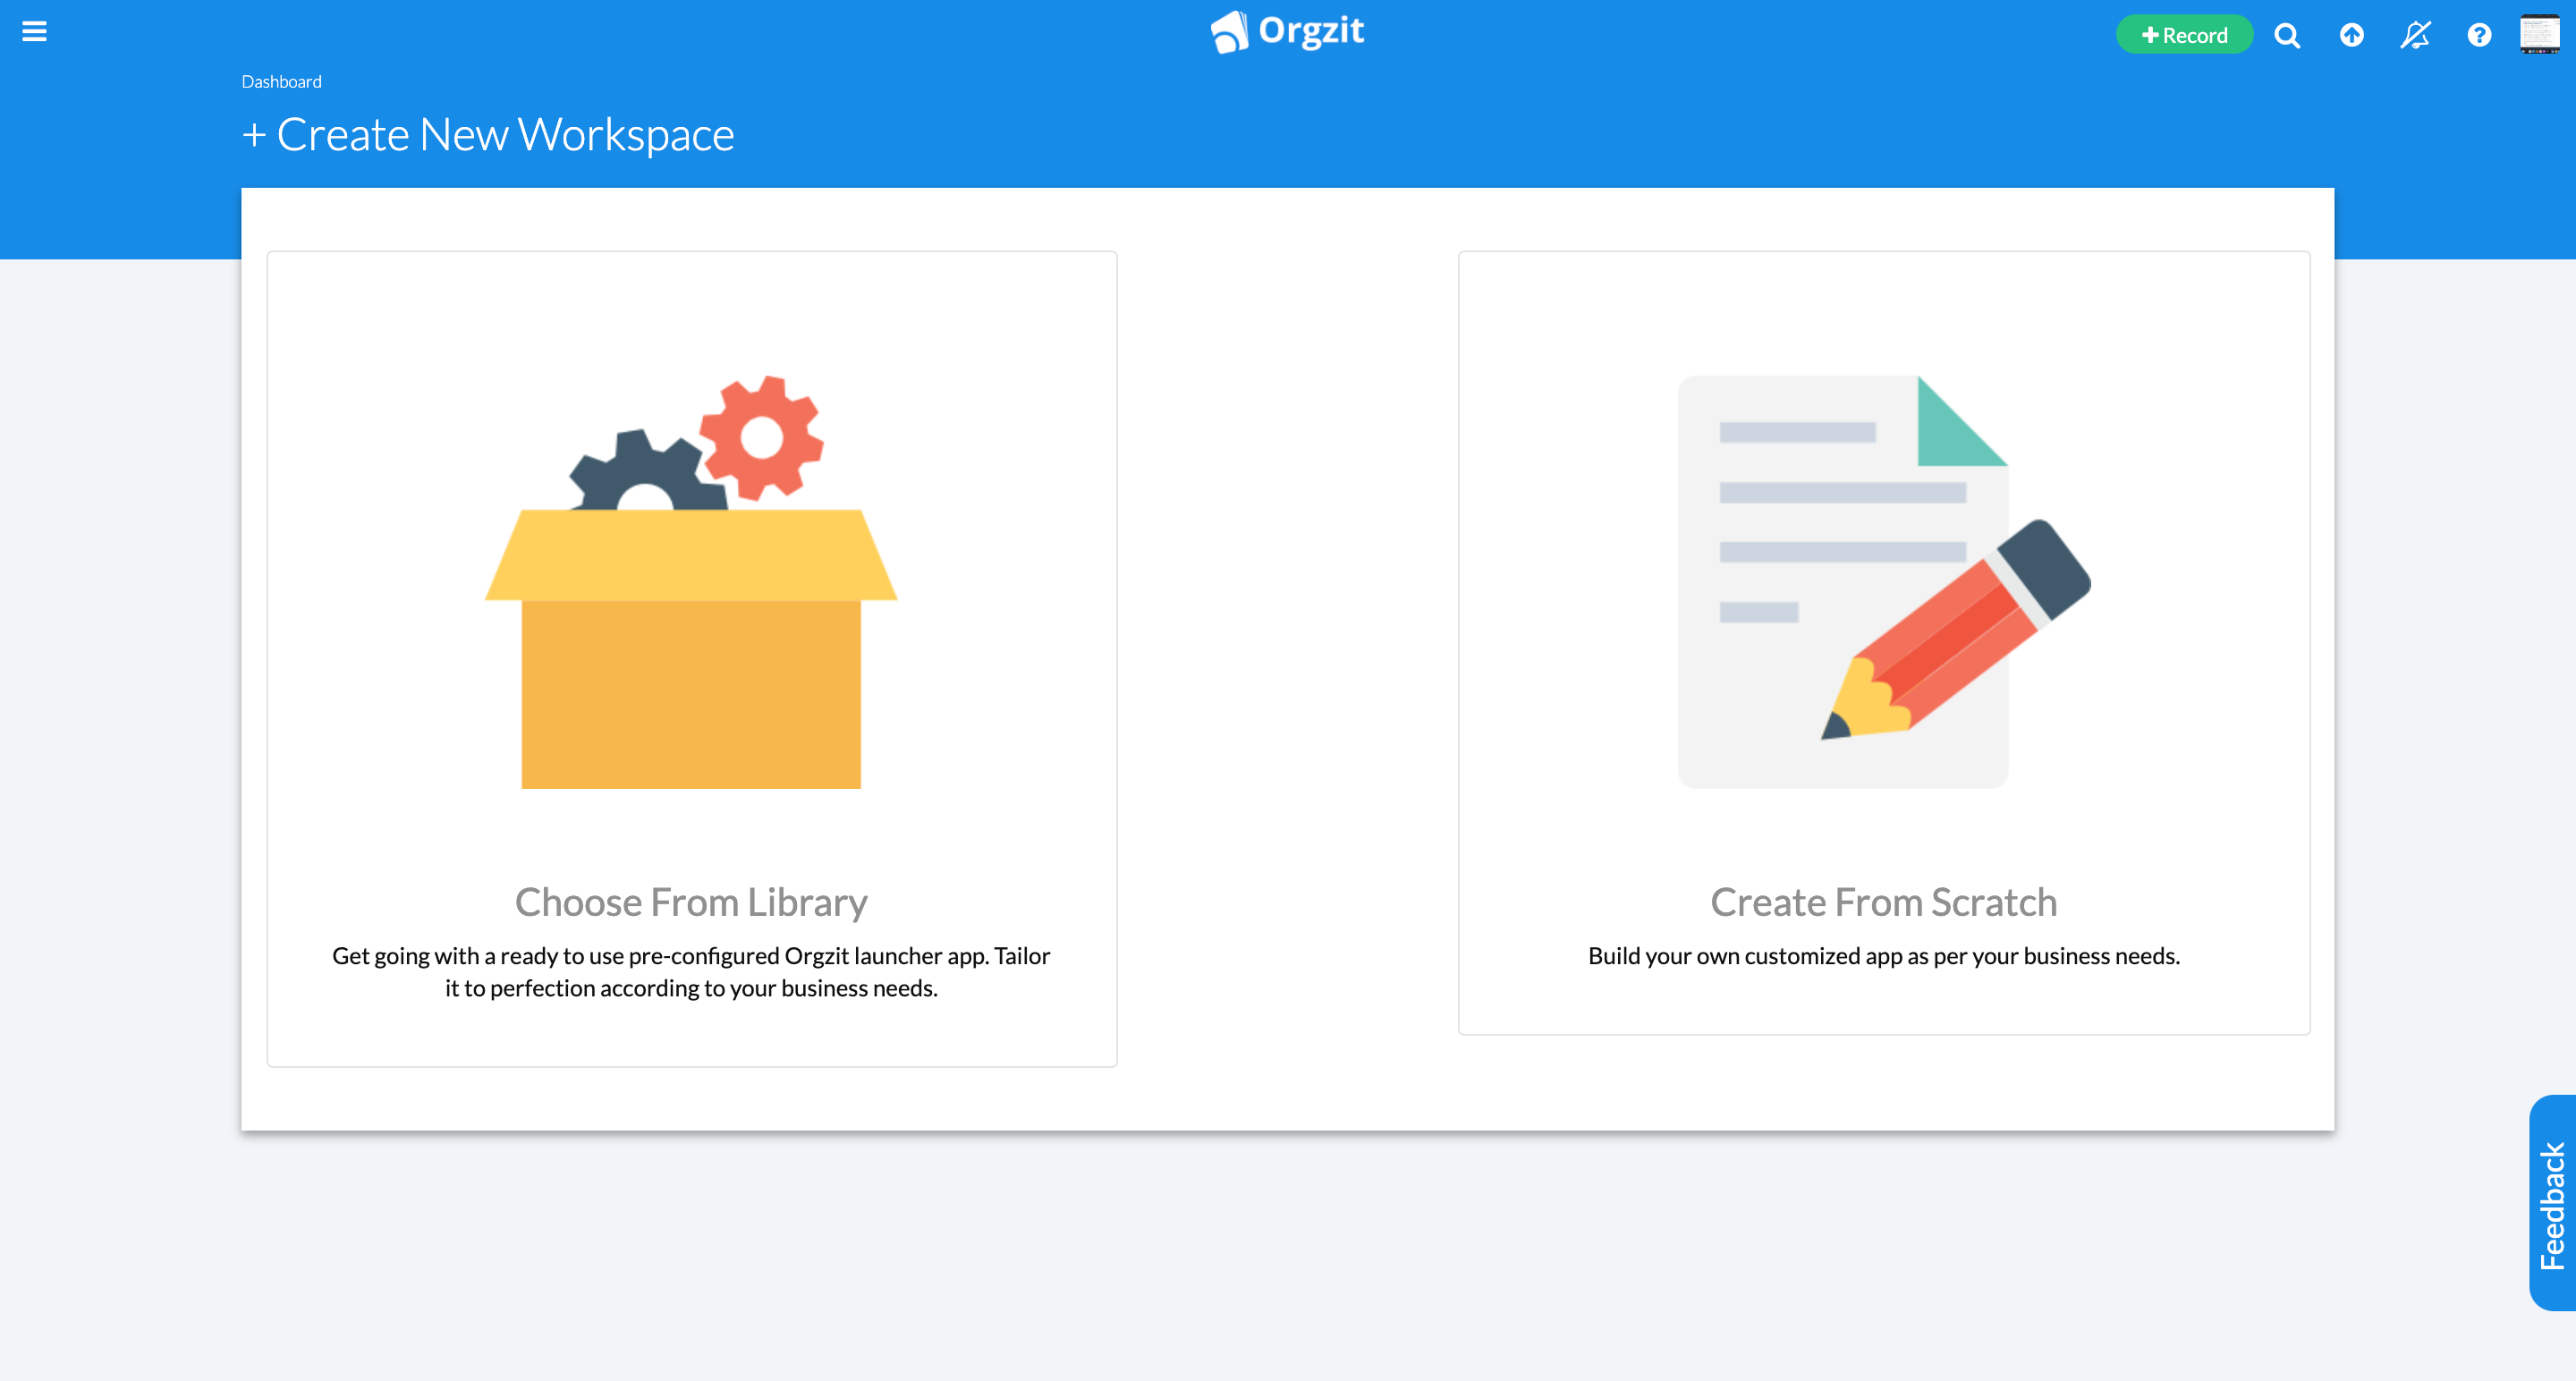 Orgzit
+ Record
Dashboard
+ Create New Workspace
Choose From Library
Get going with a ready to use pre-configured Orgzit launcher app. Tailor
it to perfection according to your business needs.
Create From Scratch
Build your own customized app as per your business needs.
Feedback